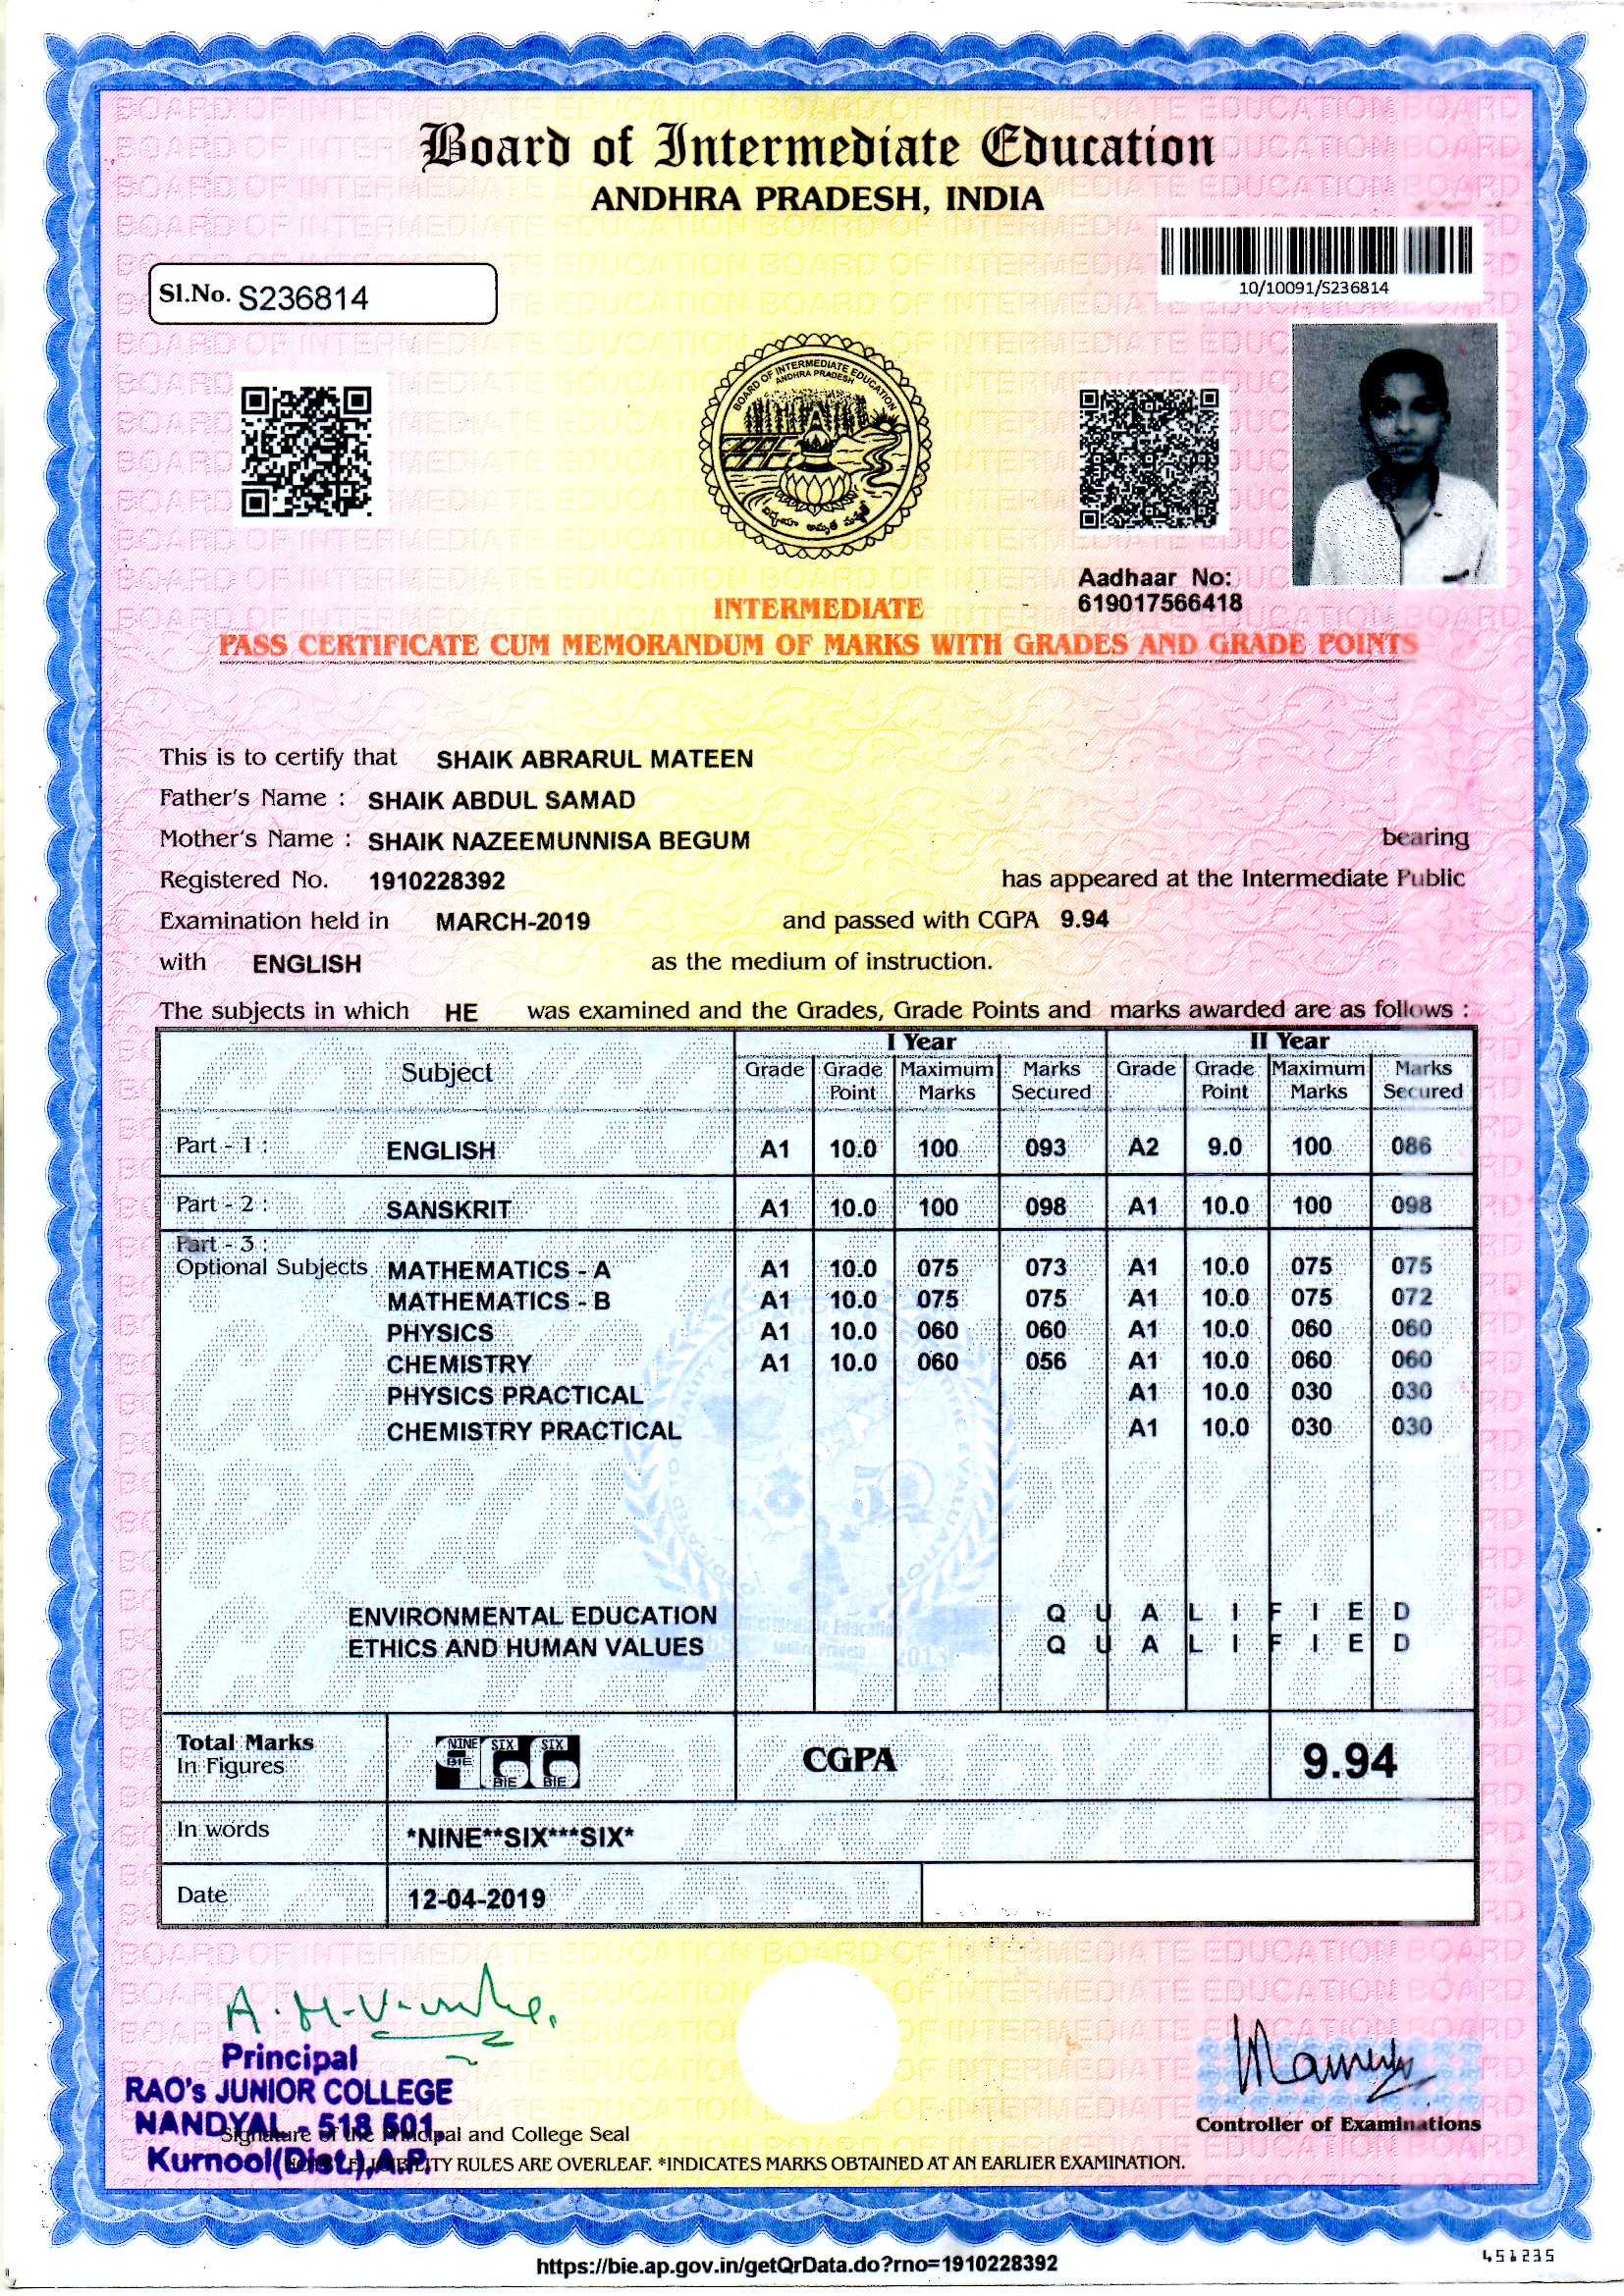 Board of Intermediate Education
ANDHRA PRADESH, INDIA
Sl.No. S236814
10/10091/S236814
BOARD OF INTERMEDIATE EDUCATION
ANDHRA PRADESH
Aadhaar No:
619017566418
INTERMEDIATE
PASS CERTIFICATE CUM MEMORANDUM OF MARKS WITH GRADES AND GRADE POINTS
This is to certify that SHAIK ABRARUL MATEEN
Father's Name : SHAIK ABDUL SAMAD
Mother's Name : SHAIK NAZEEMUNNISA BEGUM bearing
Registered No. 1910228392 has appeared at the Intermediate Public
Examination held in MARCH-2019 and passed with CGPA 9.94
with ENGLISH as the medium of instruction.
The subjects in which HE was examined and the Grades, Grade Points and marks awarded are as follows :
Subject I Year II Year
Grade Grade Point Maximum Marks Marks Secured Grade Grade Point Maximum Marks Marks Secured
Part - 1 : ENGLISH A1 10.0 100 093 A2 9.0 100 086
Part - 2 : SANSKRIT A1 10.0 100 098 A1 10.0 100 098
Part - 3 :
Optional Subjects MATHEMATICS - A A1 10.0 075 073 A1 10.0 075 075
MATHEMATICS - B A1 10.0 075 075 A1 10.0 075 072
PHYSICS A1 10.0 060 060 A1 10.0 060 060
CHEMISTRY A1 10.0 060 056 A1 10.0 060 060
PHYSICS PRACTICAL A1 10.0 030 030
CHEMISTRY PRACTICAL A1 10.0 030 030
ENVIRONMENTAL EDUCATION Q U A L I F I E D
ETHICS AND HUMAN VALUES Q U A L I F I E D
Total Marks
In Figures NINE SIX SIX CGPA 9.94
BIE BIE BIE
In words *NINE**SIX***SIX*
Date 12-04-2019
Principal
RAO's JUNIOR COLLEGE
NANDYAL - 518 501,
Signature of the Principal and College Seal
Kurnool(Dist.),A.P.
Controller of Examinations
ELIGIBILITY RULES ARE OVERLEAF. *INDICATES MARKS OBTAINED AT AN EARLIER EXAMINATION.
451235
https://bie.ap.gov.in/getQrData.do?rno=1910228392